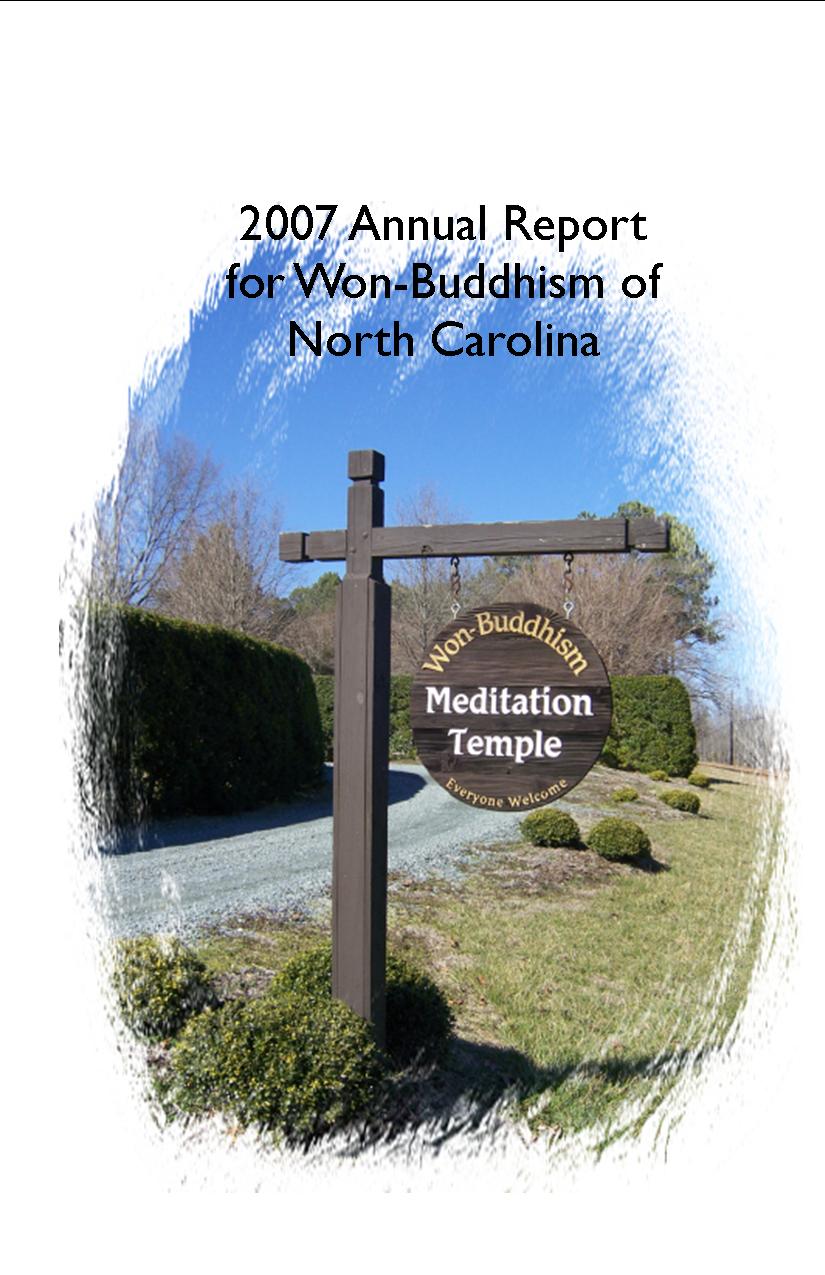 2007 Annual Report
for Won-Buddhism of
North Carolina
Won-Buddhism
Meditation
Temple
Everyone Welcome